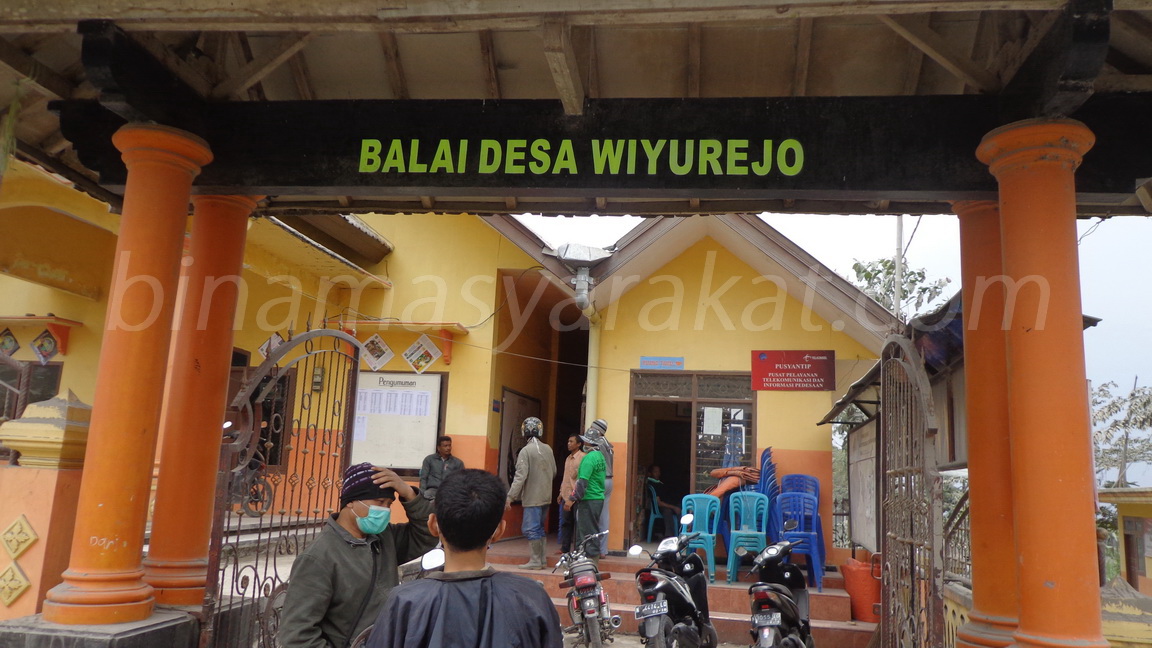 BALAI DESA WIYUREJO
binamasyarakat.com
Pengumuman
PUSYANTIP
PUSAT PELAYANAN
TELEKOMUNIKASI DAN
INFORMASI PEDESAAN